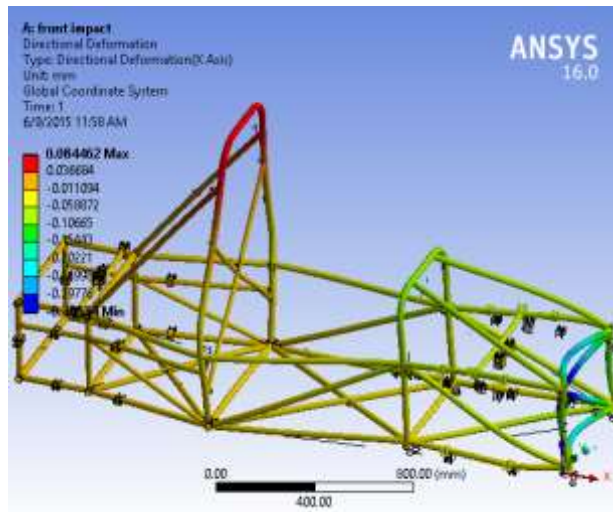 A: front impact
Directional Deformation
Type: Directional Deformation(X Axis)
Unit: mm
Global Coordinate System
Time: 1
6/9/2015 11:58 AM
ANSYS
16.0
0.084462 Max
0.036684
-0.011094
-0.058872
-0.10665
Min
0.00
800.00 (mm)
400.00
X